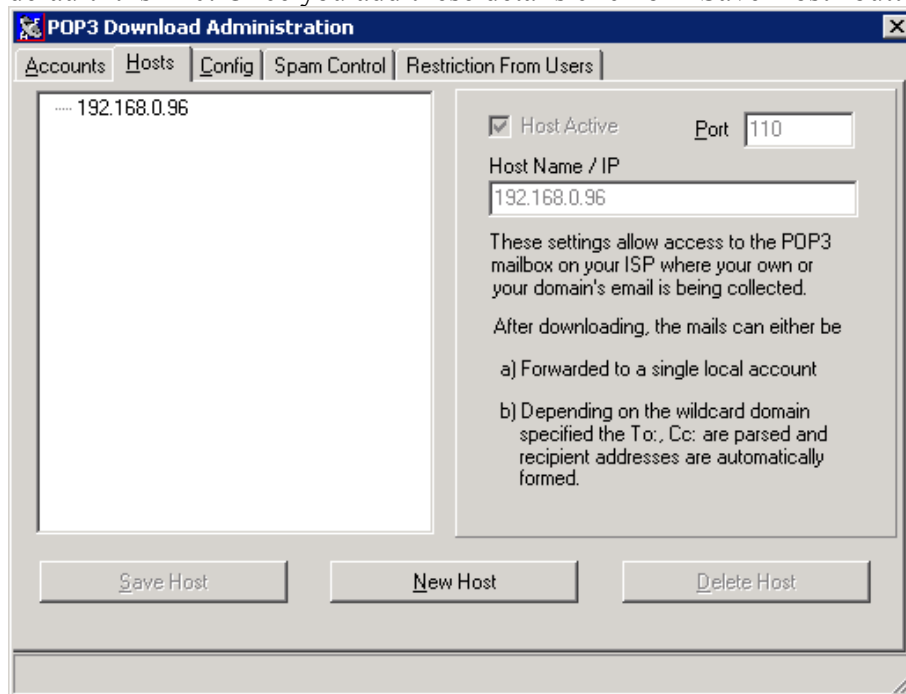 POP3 Download Administration
Accounts Hosts Config Spam Control Restriction From Users
192.168.0.96
Host Active Port 110
Host Name / IP
192.168.0.96
These settings allow access to the POP3
mailbox on your ISP where your own or
your domain's email is being collected.
After downloading, the mails can either be
a) Forwarded to a single local account
b) Depending on the wildcard domain
specified the To:, Cc: are parsed and
recipient addresses are automatically
formed.
Save Host New Host Delete Host